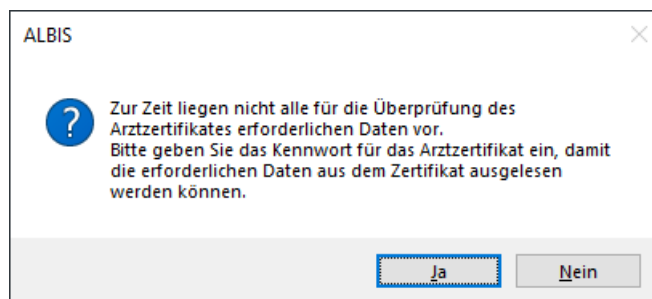 ALBIS
Zur Zeit liegen nicht alle für die Überprüfung des
Arztzertifikates erforderlichen Daten vor.
Bitte geben Sie das Kennwort für das Arztzertifikat ein, damit
die erforderlichen Daten aus dem Zertifikat ausgelesen
werden können.
Ja
Nein